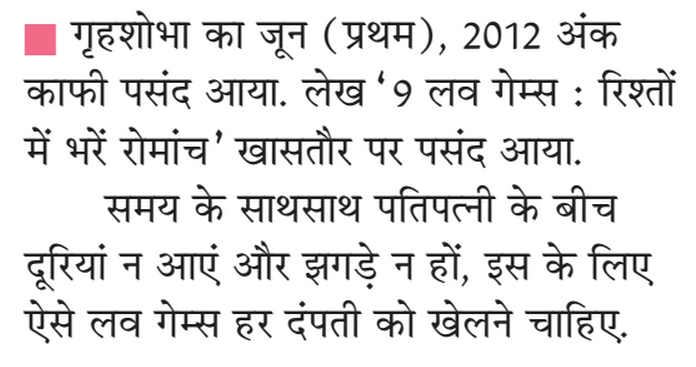 गृहशोभा का जून (प्रथम), 2012 अंक
काफी पसंद आया. लेख ‘9 लव गेम्स : रिश्तों
में भरें रोमांच’ खासतौर पर पसंद आया.
समय के साथसाथ पतिपत्नी के बीच
दूरियां न आएं और झगड़े न हों, इस के लिए
ऐसे लव गेम्स हर दंपती को खेलने चाहिए.